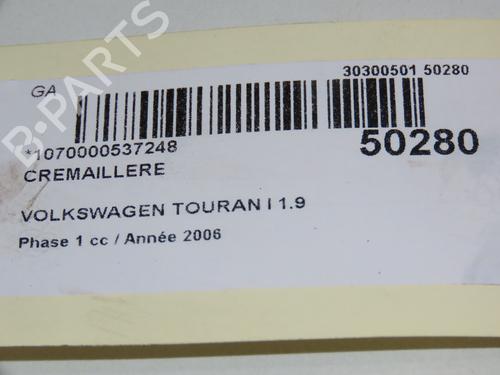 GA
30300501 50280
*1070000537248
50280
CREMAILLERE
VOLKSWAGEN TOURAN I 1.9
Phase 1 cc / Année 2006
B-PARTS